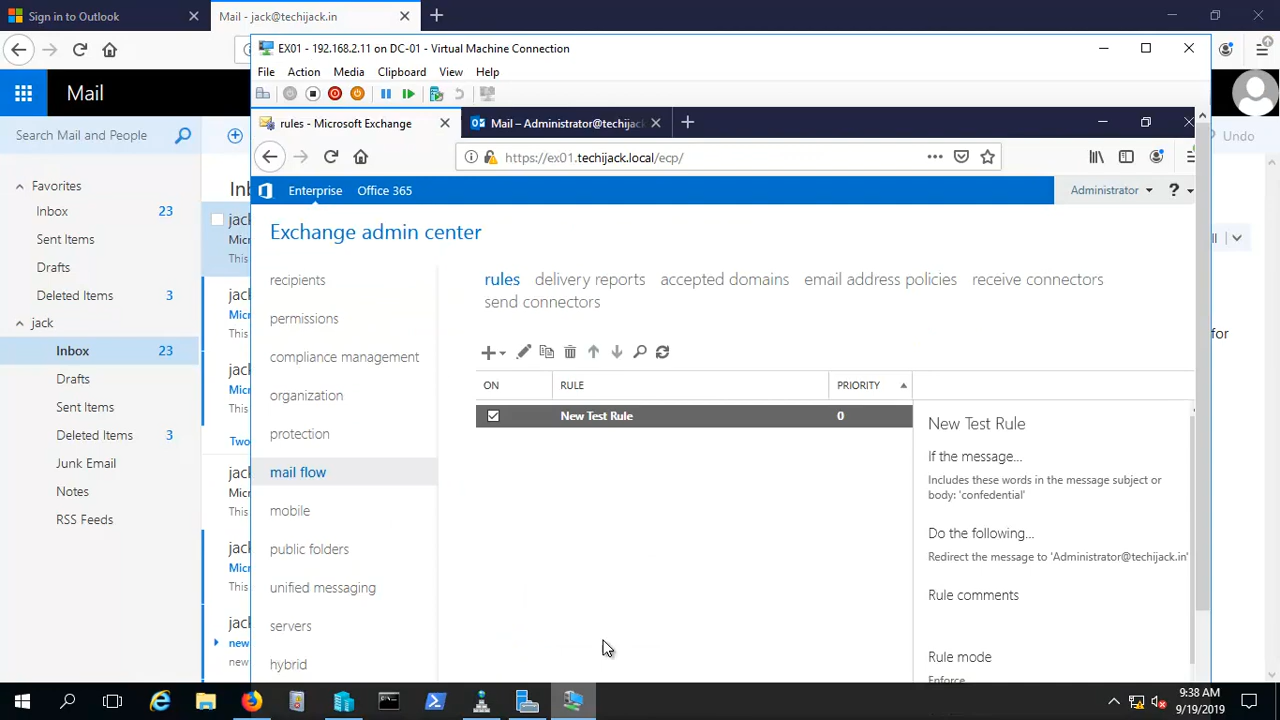 Sign in to Outlook
Mail - jack@techijack.in
EX01 - 192.168.2.11 on DC-01 - Virtual Machine Connection
File Action Media Clipboard View Help
Mail
rules - Microsoft Exchange
Mail – Administrator@techijack
Search Mail and People
Undo
https://ex01.techijack.local/ecp/
Favorites
Inbox 23
Sent Items
Drafts
Deleted Items 3
jack
Inbox 23
Drafts
Sent Items
Deleted Items 3
Junk Email
Notes
RSS Feeds
Enterprise Office 365
Administrator ?
Exchange admin center
recipients
permissions
compliance management
organization
protection
mail flow
mobile
public folders
unified messaging
servers
hybrid
rules delivery reports accepted domains email address policies receive connectors
send connectors
ON RULE PRIORITY
New Test Rule 0
New Test Rule
If the message...
Includes these words in the message subject or
body: 'confedential'
Do the following...
Redirect the message to 'Administrator@techijack.in'
Rule comments
Rule mode
Enforce
for
This
This
new
new
9:38 AM
9/19/2019